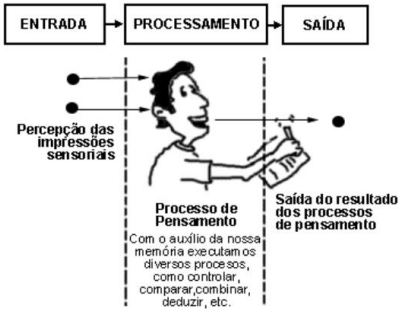 ENTRADA
PROCESSAMENTO
SAÍDA
Percepção das
impressões
sensoriais
Processo de
Pensamento
Com o auxílio da nossa
memória executamos
diversos procesos,
como controlar,
comparar,combinar,
deduzir, etc.
Saída do resultado
dos processos
de pensamento